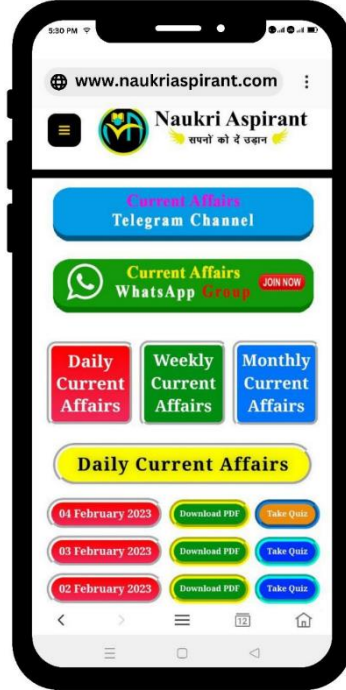 5:30 PM
www.naukriaspirant.com
Naukri Aspirant
सपनों को दें उड़ान
Current Affairs
Telegram Channel
Current Affairs
WhatsApp Group
JOIN NOW
Daily
Current
Affairs
Weekly
Current
Affairs
Monthly
Current
Affairs
Daily Current Affairs
04 February 2023 Download PDF Take Quiz
03 February 2023 Download PDF Take Quiz
02 February 2023 Download PDF Take Quiz
12